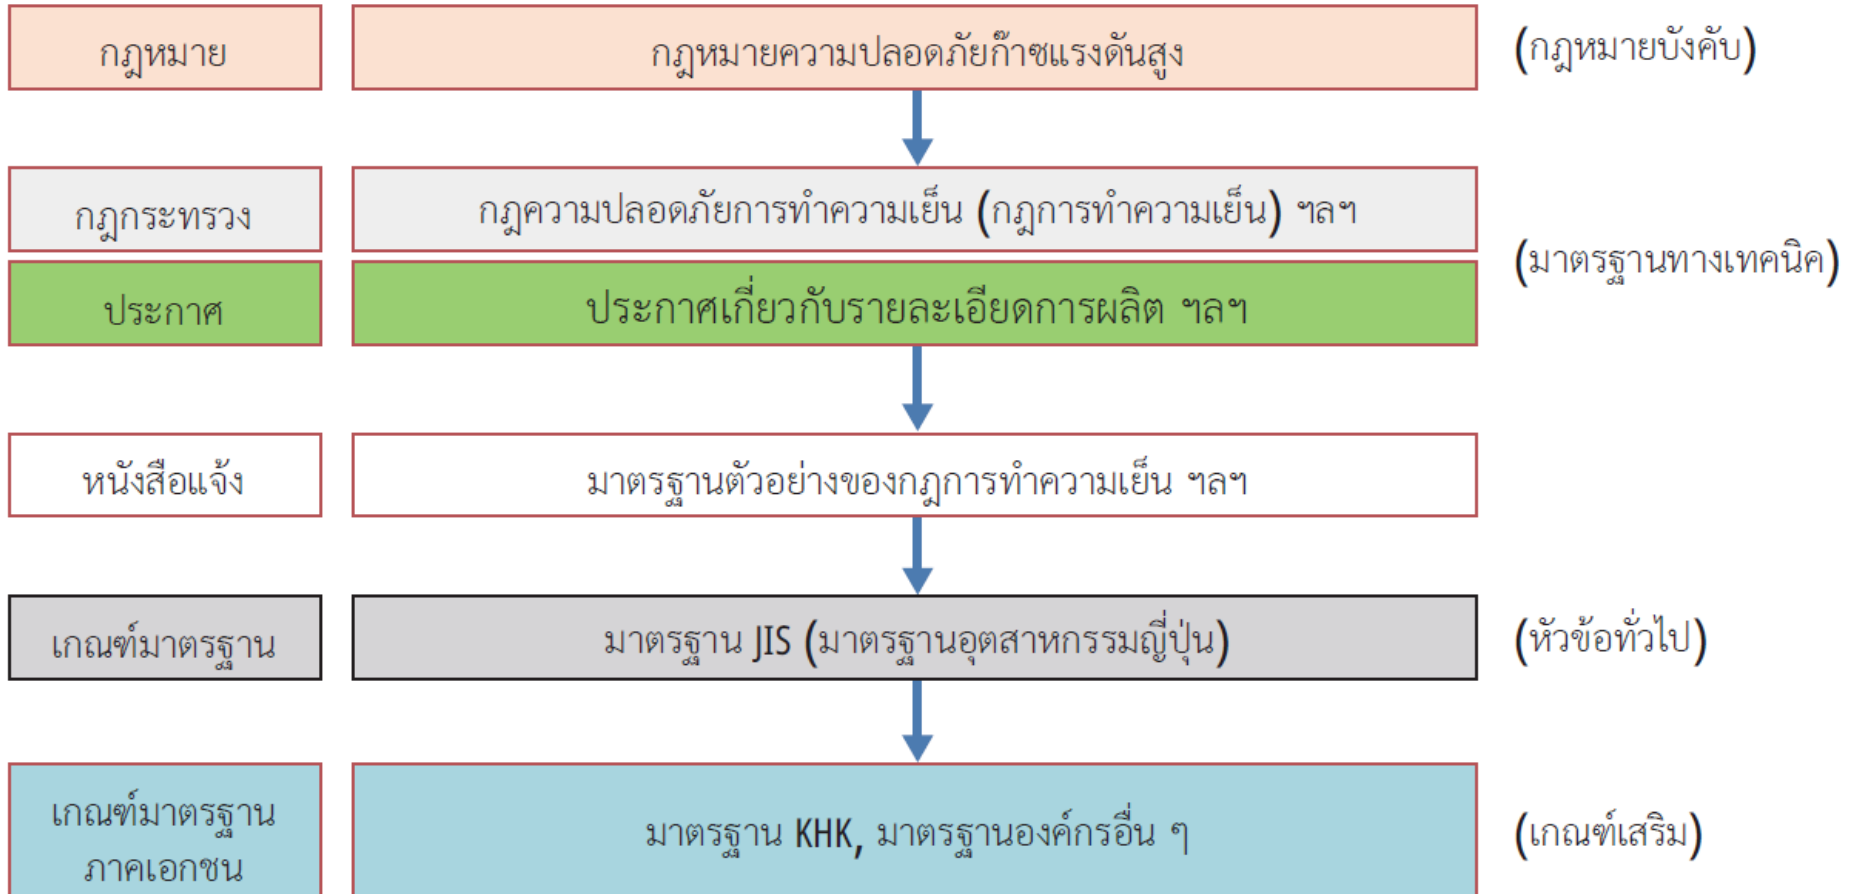 กฎหมาย
กฎหมายความปลอดภัยก๊าซแรงดันสูง
(กฎหมายบังคับ)
กฎกระทรวง
กฎความปลอดภัยการทำความเย็น (กฎการทำความเย็น) ฯลฯ
(มาตรฐานทางเทคนิค)
ประกาศ
ประกาศเกี่ยวกับรายละเอียดการผลิต ฯลฯ
หนังสือแจ้ง
มาตรฐานตัวอย่างของกฎการทำความเย็น ฯลฯ
เกณฑ์มาตรฐาน
มาตรฐาน JIS (มาตรฐานอุตสาหกรรมญี่ปุ่น)
(หัวข้อทั่วไป)
เกณฑ์มาตรฐาน
ภาคเอกชน
มาตรฐาน KHK, มาตรฐานองค์กรอื่น ๆ
(เกณฑ์เสริม)